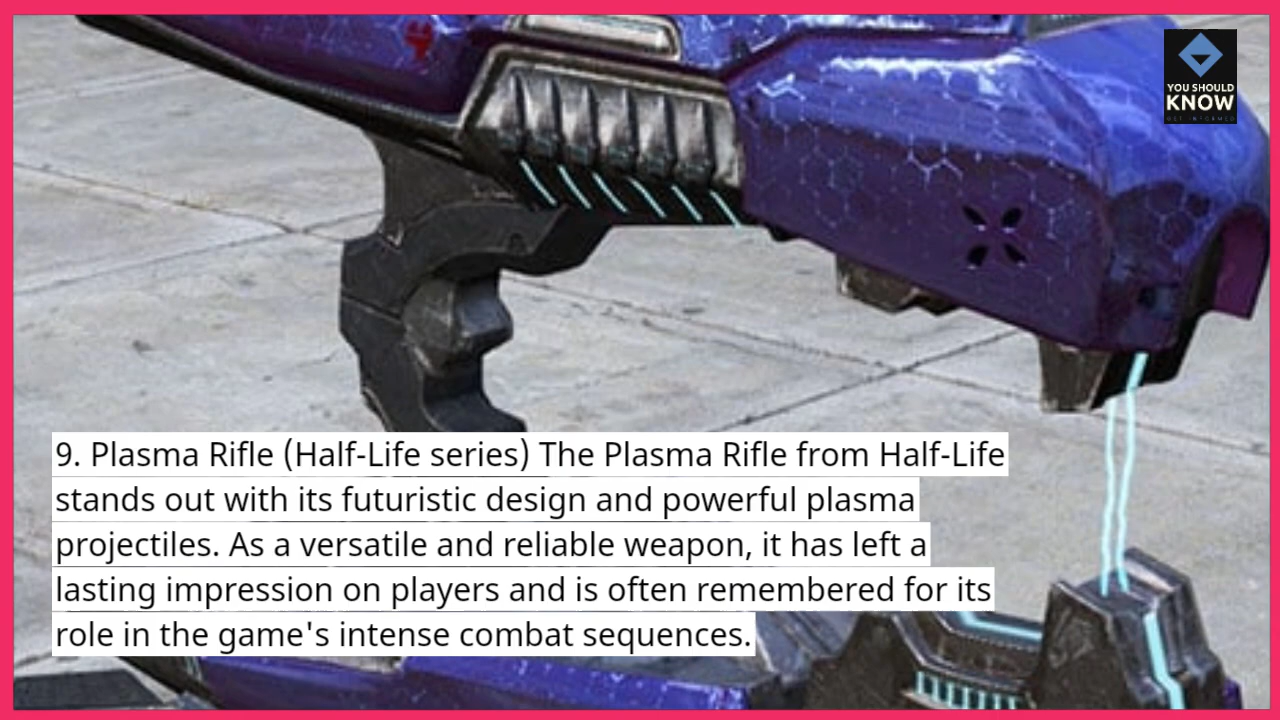 YOU SHOULD
KNOW
GET INFORMED
9. Plasma Rifle (Half-Life series) The Plasma Rifle from Half-Life
stands out with its futuristic design and powerful plasma
projectiles. As a versatile and reliable weapon, it has left a
lasting impression on players and is often remembered for its
role in the game's intense combat sequences.